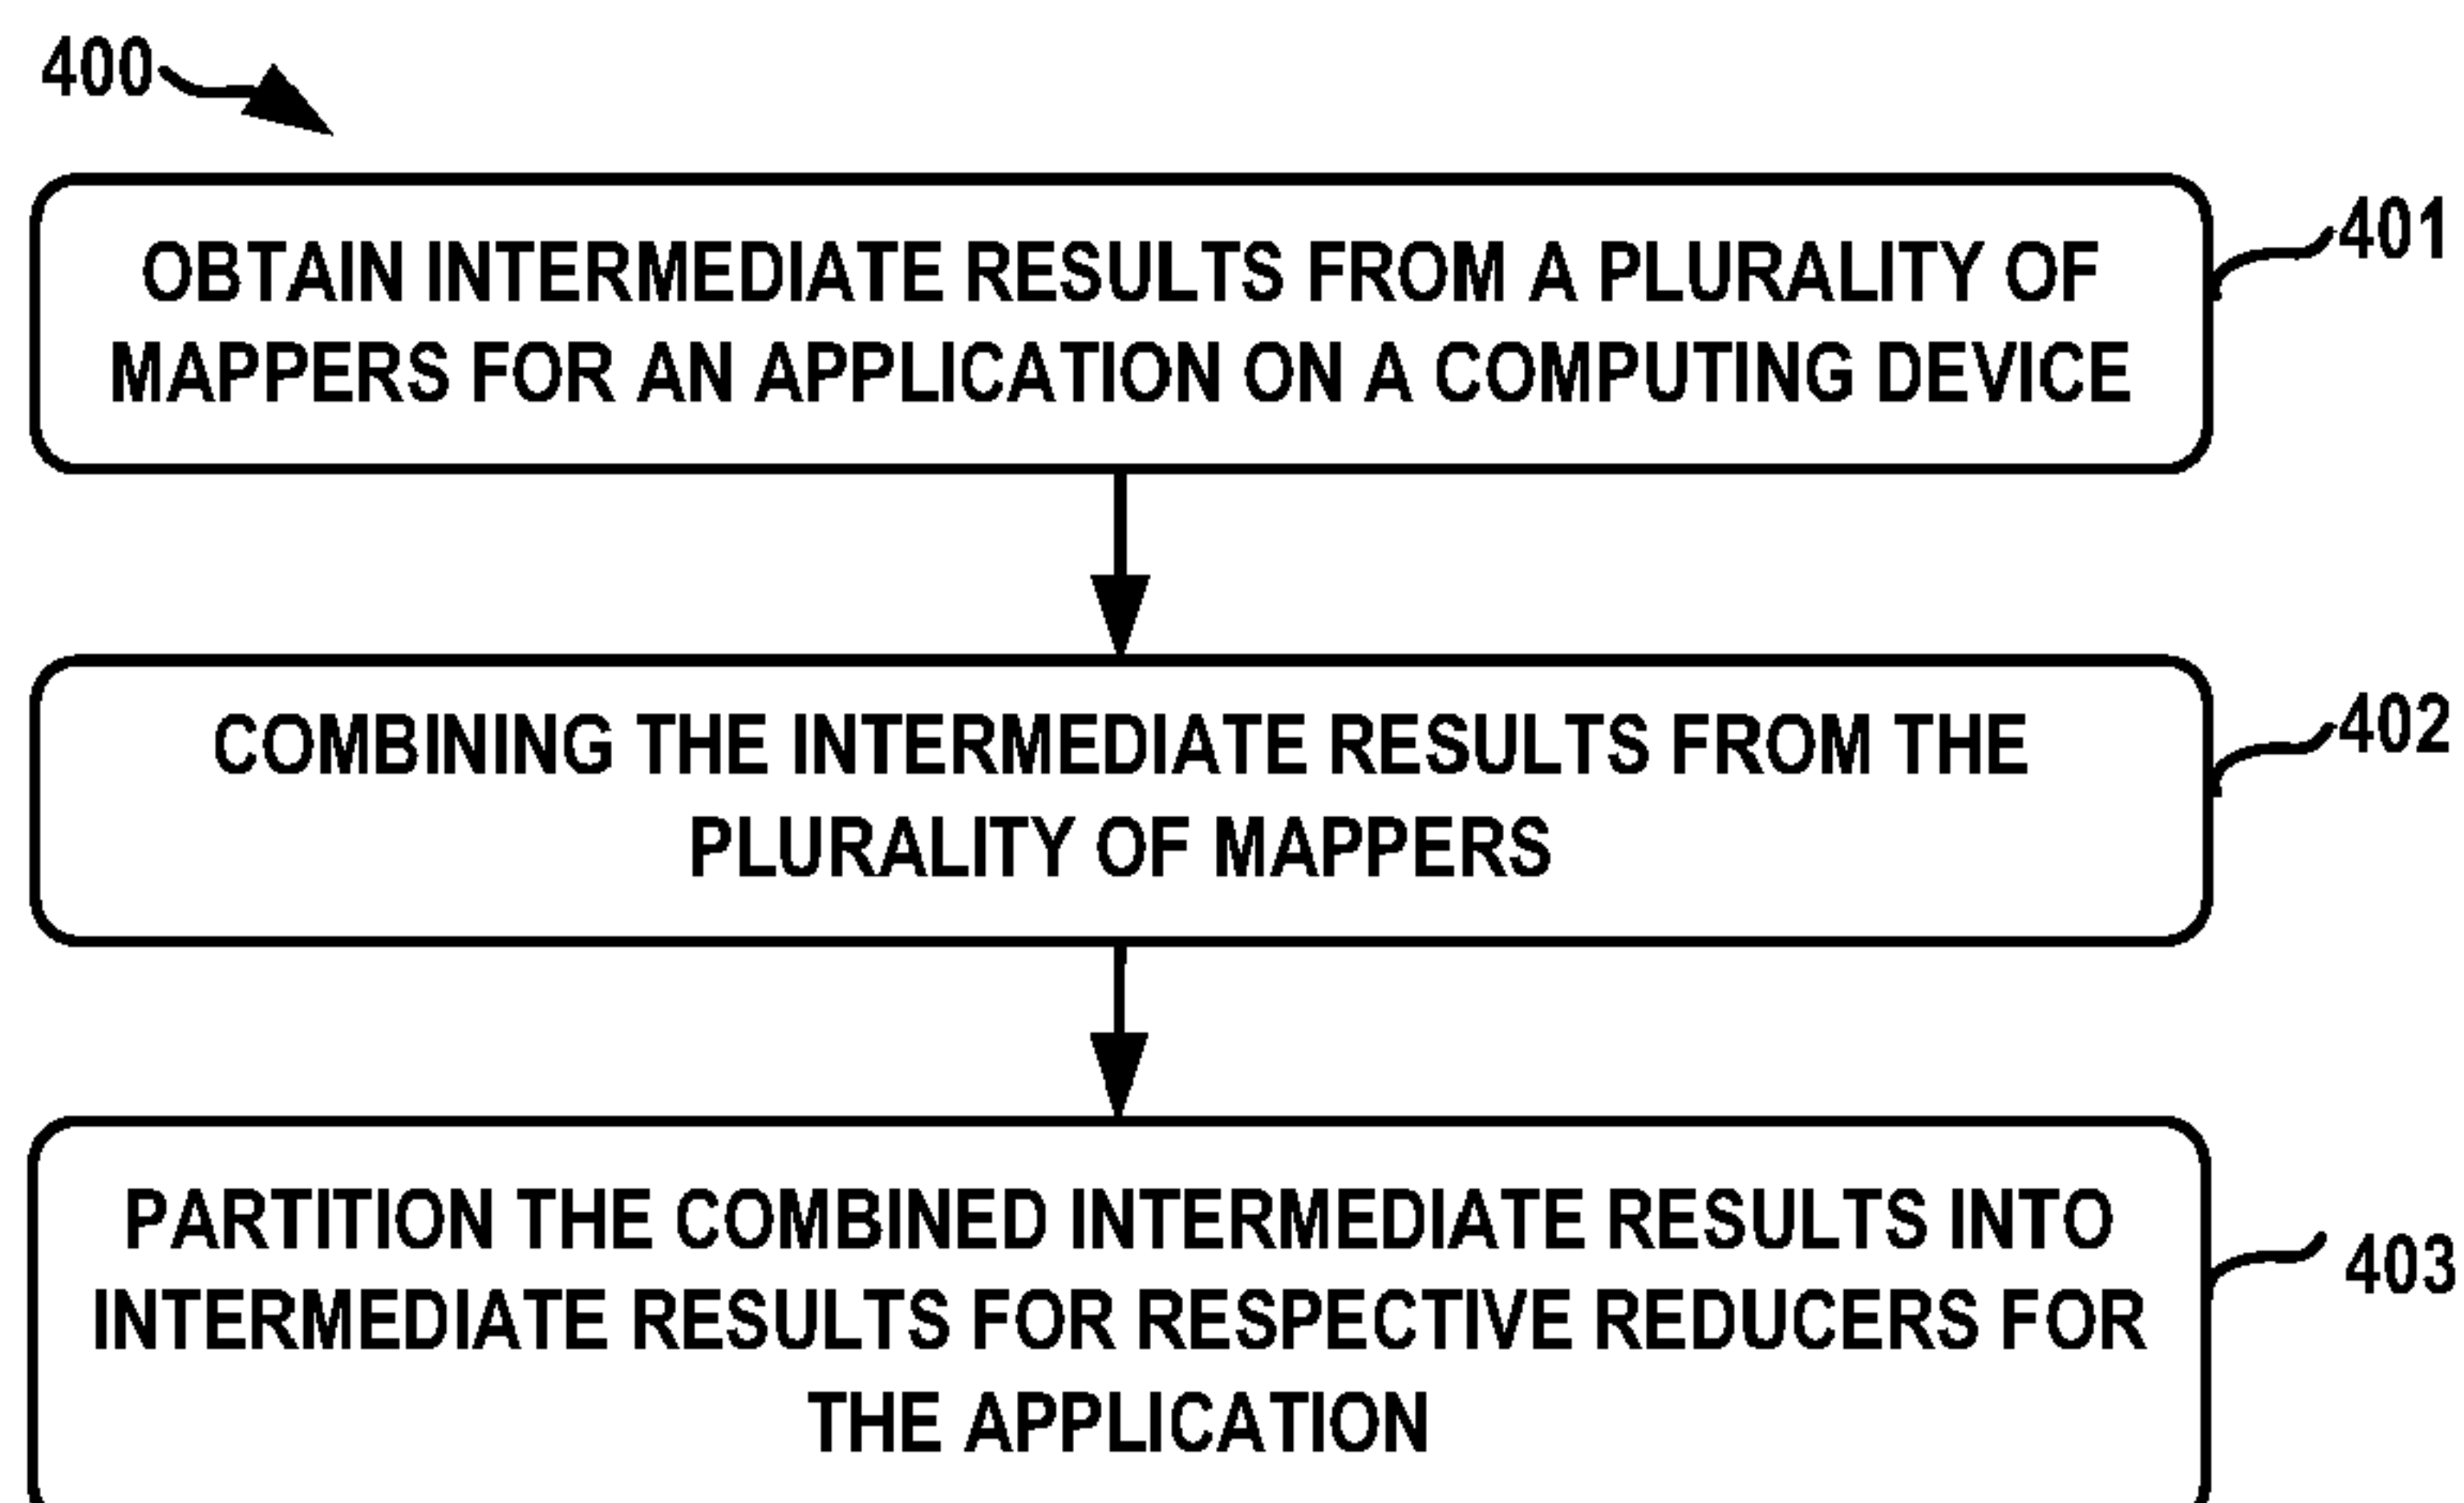 400
OBTAIN INTERMEDIATE RESULTS FROM A PLURALITY OF
MAPPERS FOR AN APPLICATION ON A COMPUTING DEVICE
401
COMBINING THE INTERMEDIATE RESULTS FROM THE
PLURALITY OF MAPPERS
402
PARTITION THE COMBINED INTERMEDIATE RESULTS INTO
INTERMEDIATE RESULTS FOR RESPECTIVE REDUCERS FOR
THE APPLICATION
403